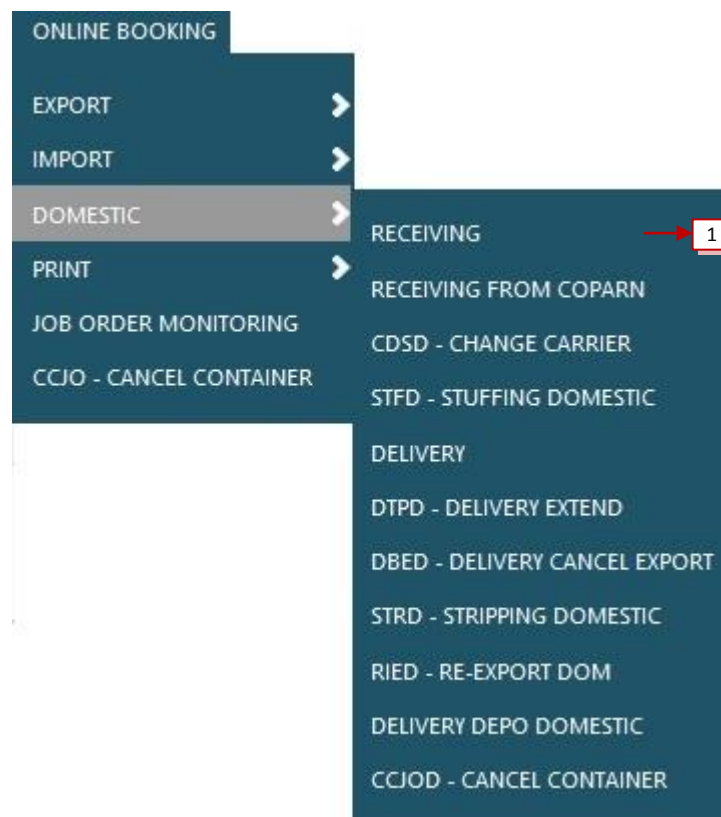 ONLINE BOOKING
EXPORT
IMPORT
DOMESTIC
PRINT
JOB ORDER MONITORING
CCJO - CANCEL CONTAINER
RECEIVING
1
RECEIVING FROM COPARN
CDSD - CHANGE CARRIER
STFD - STUFFING DOMESTIC
DELIVERY
DTPD - DELIVERY EXTEND
DBED - DELIVERY CANCEL EXPORT
STRD - STRIPPING DOMESTIC
RIED - RE-EXPORT DOM
DELIVERY DEPO DOMESTIC
CCJOD - CANCEL CONTAINER